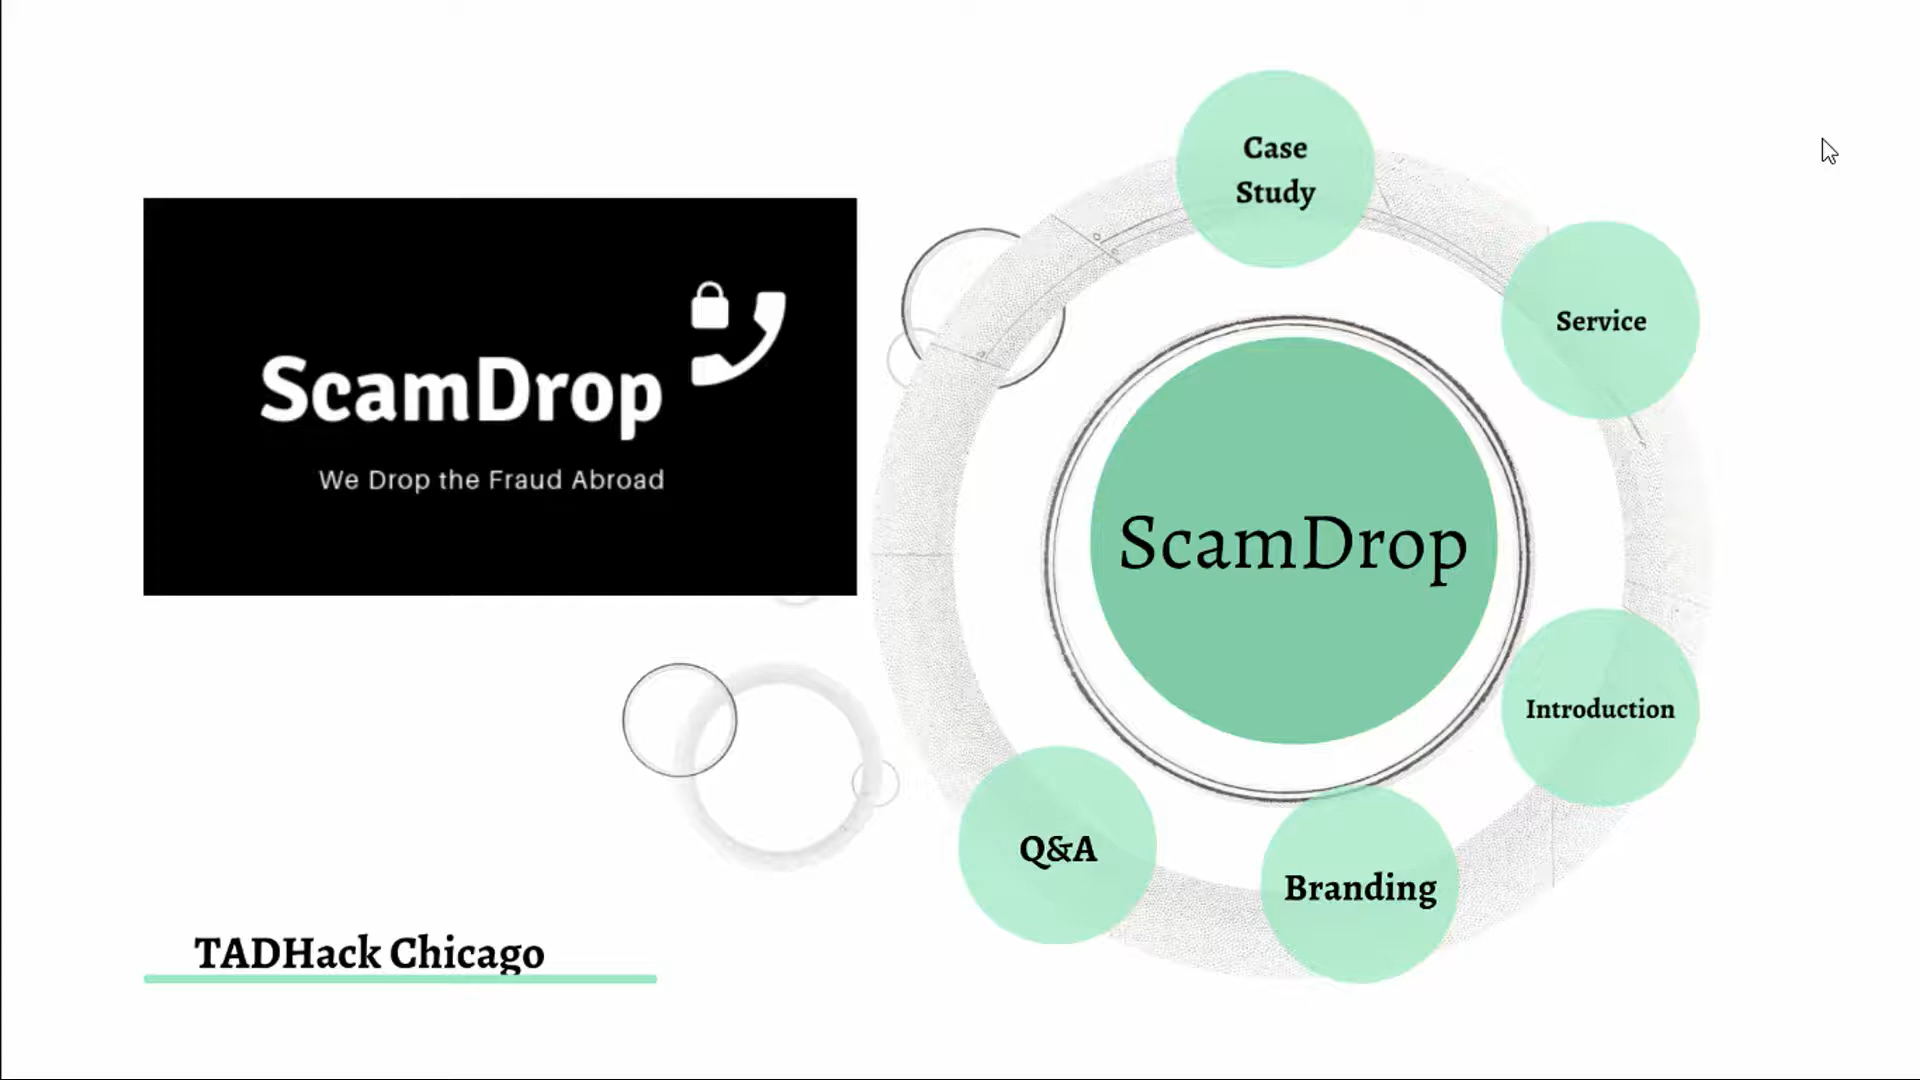 ScamDrop
We Drop the Fraud Abroad
TADHack Chicago
Case
Study
Service
ScamDrop
Introduction
Q&A
Branding